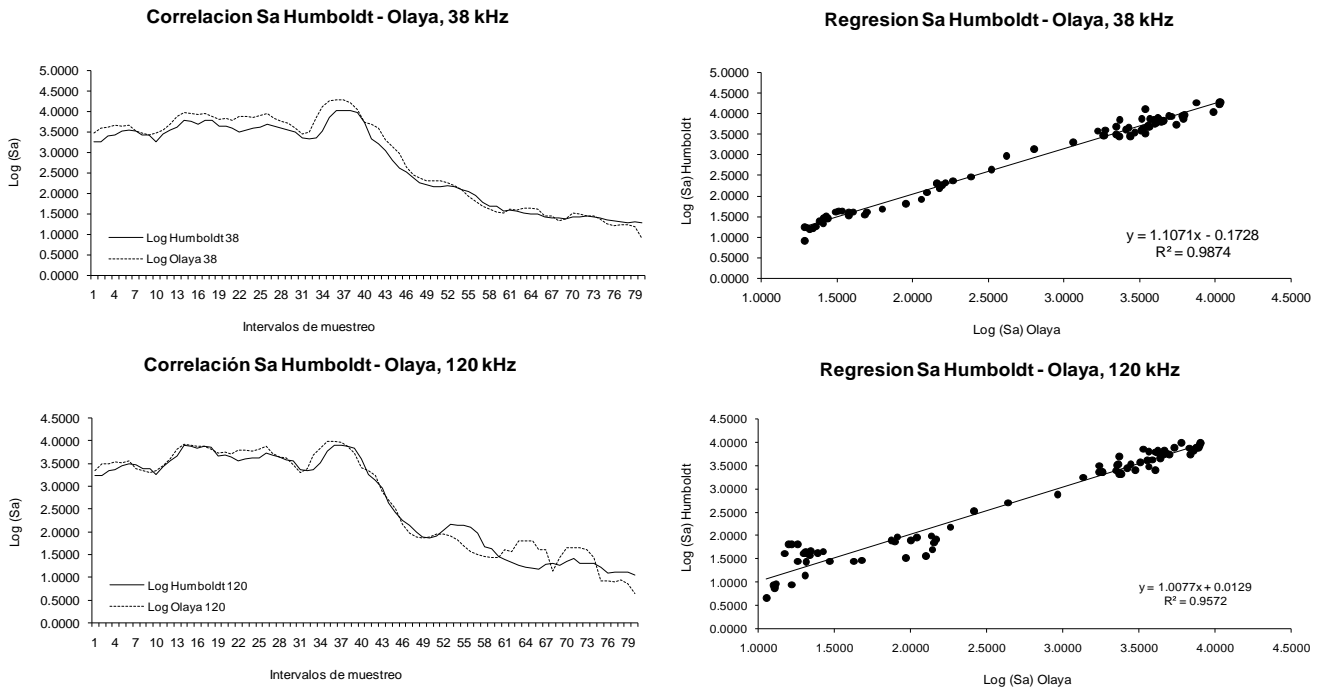 Correlacion Sa Humboldt - Olaya, 38 kHz
Log (Sa)
5.0000
4.5000
4.0000
3.5000
3.0000
2.5000
2.0000
1.5000
1.0000
0.5000
0.0000
Log Humboldt 38
Log Olaya 38
1 4 7 10 13 16 19 22 25 28 31 34 37 40 43 46 49 52 55 58 61 64 67 70 73 76 79
Intervalos de muestreo
Regresion Sa Humboldt - Olaya, 38 kHz
Log (Sa) Humboldt
5.0000
4.5000
4.0000
3.5000
3.0000
2.5000
2.0000
1.5000
1.0000
0.5000
0.0000
y = 1.1071x - 0.1728
R² = 0.9874
1.0000 1.5000 2.0000 2.5000 3.0000 3.5000 4.0000 4.5000
Log (Sa) Olaya
Correlación Sa Humboldt - Olaya, 120 kHz
Log (Sa)
4.5000
4.0000
3.5000
3.0000
2.5000
2.0000
1.5000
1.0000
0.5000
0.0000
Log Humboldt 120
Log Olaya 120
1 4 7 10 13 16 19 22 25 28 31 34 37 40 43 46 49 52 55 58 61 64 67 70 73 76 79
Intervalos de muestreo
Regresion Sa Humboldt - Olaya, 120 kHz
Log (Sa) Humboldt
4.5000
4.0000
3.5000
3.0000
2.5000
2.0000
1.5000
1.0000
0.5000
0.0000
y = 1.0077x + 0.0129
R² = 0.9572
1.0000 1.5000 2.0000 2.5000 3.0000 3.5000 4.0000 4.5000
Log (Sa) Olaya